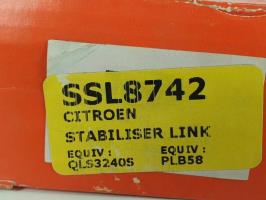 SSL8742
CITROEN
STABILISER LINK
EQUIV : EQUIV :
QLS3240S PLB58